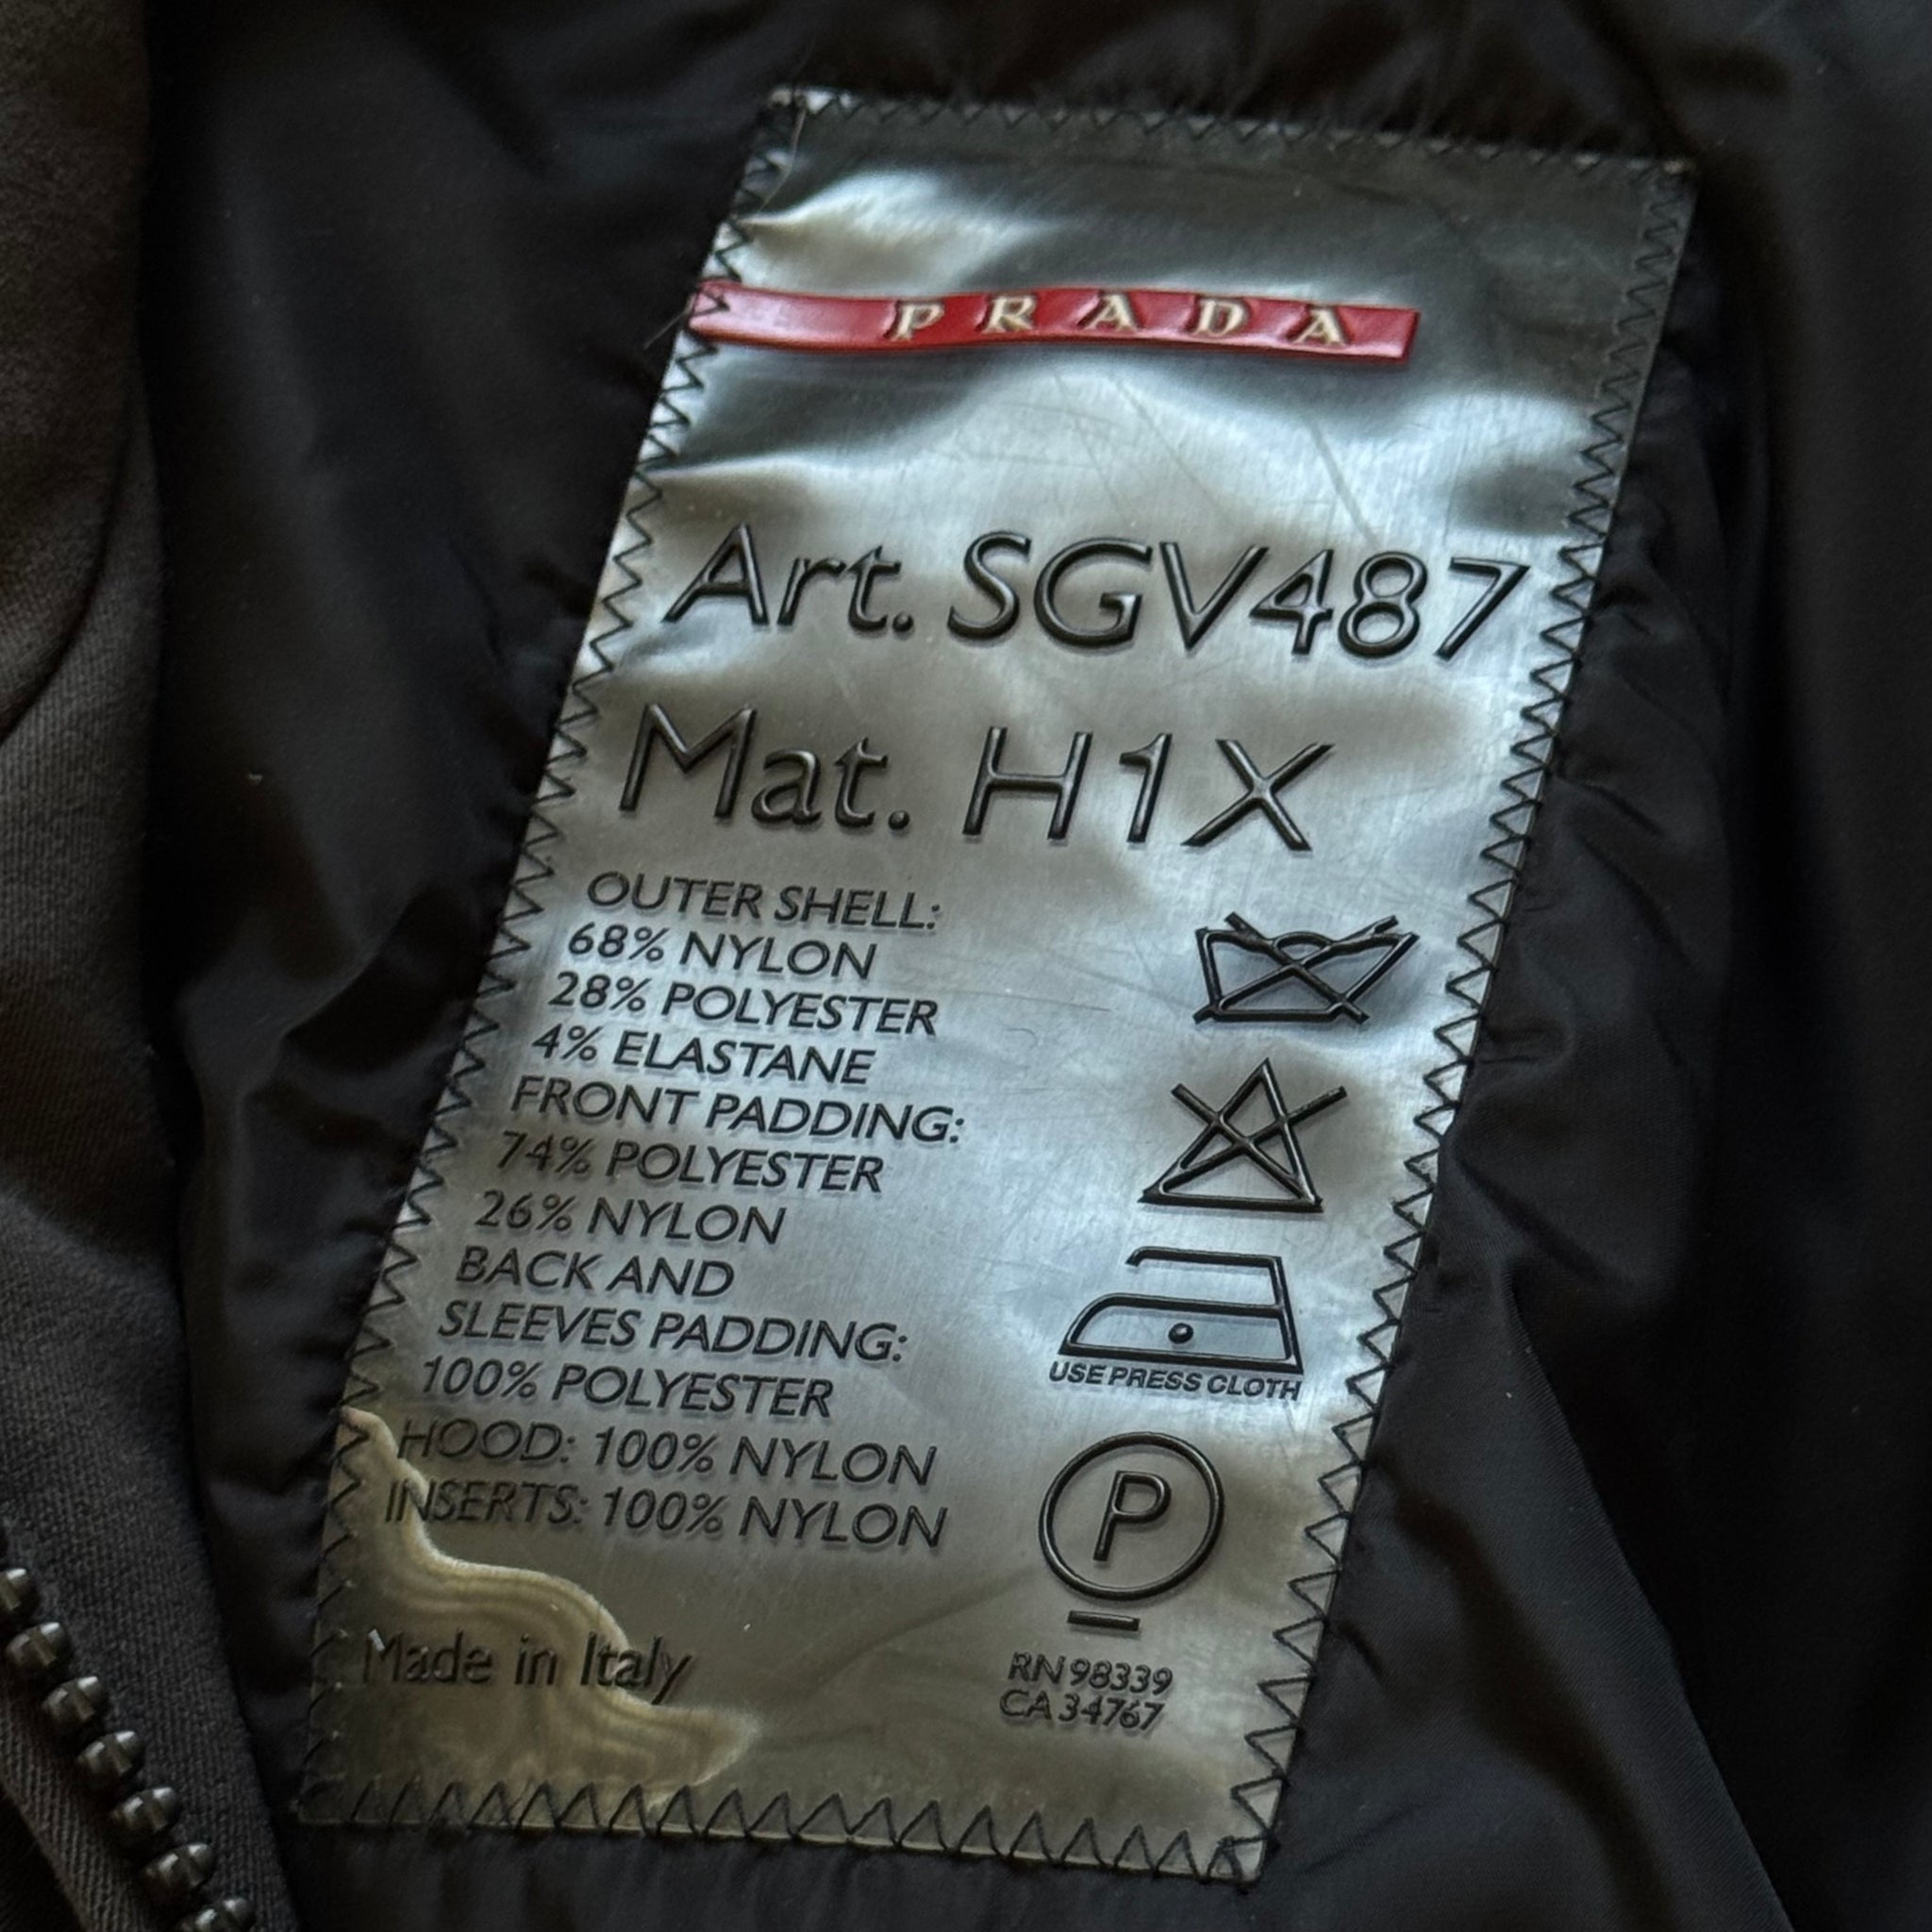 PRADA
Art. SGV487
Mat. H1X
OUTER SHELL:
68% NYLON
28% POLYESTER
4% ELASTANE
FRONT PADDING:
74% POLYESTER
26% NYLON
BACK AND
SLEEVES PADDING:
100% POLYESTER
HOOD: 100% NYLON
INSERTS: 100% NYLON
USE PRESS CLOTH
P
Made in Italy
RN 98339
CA 34767